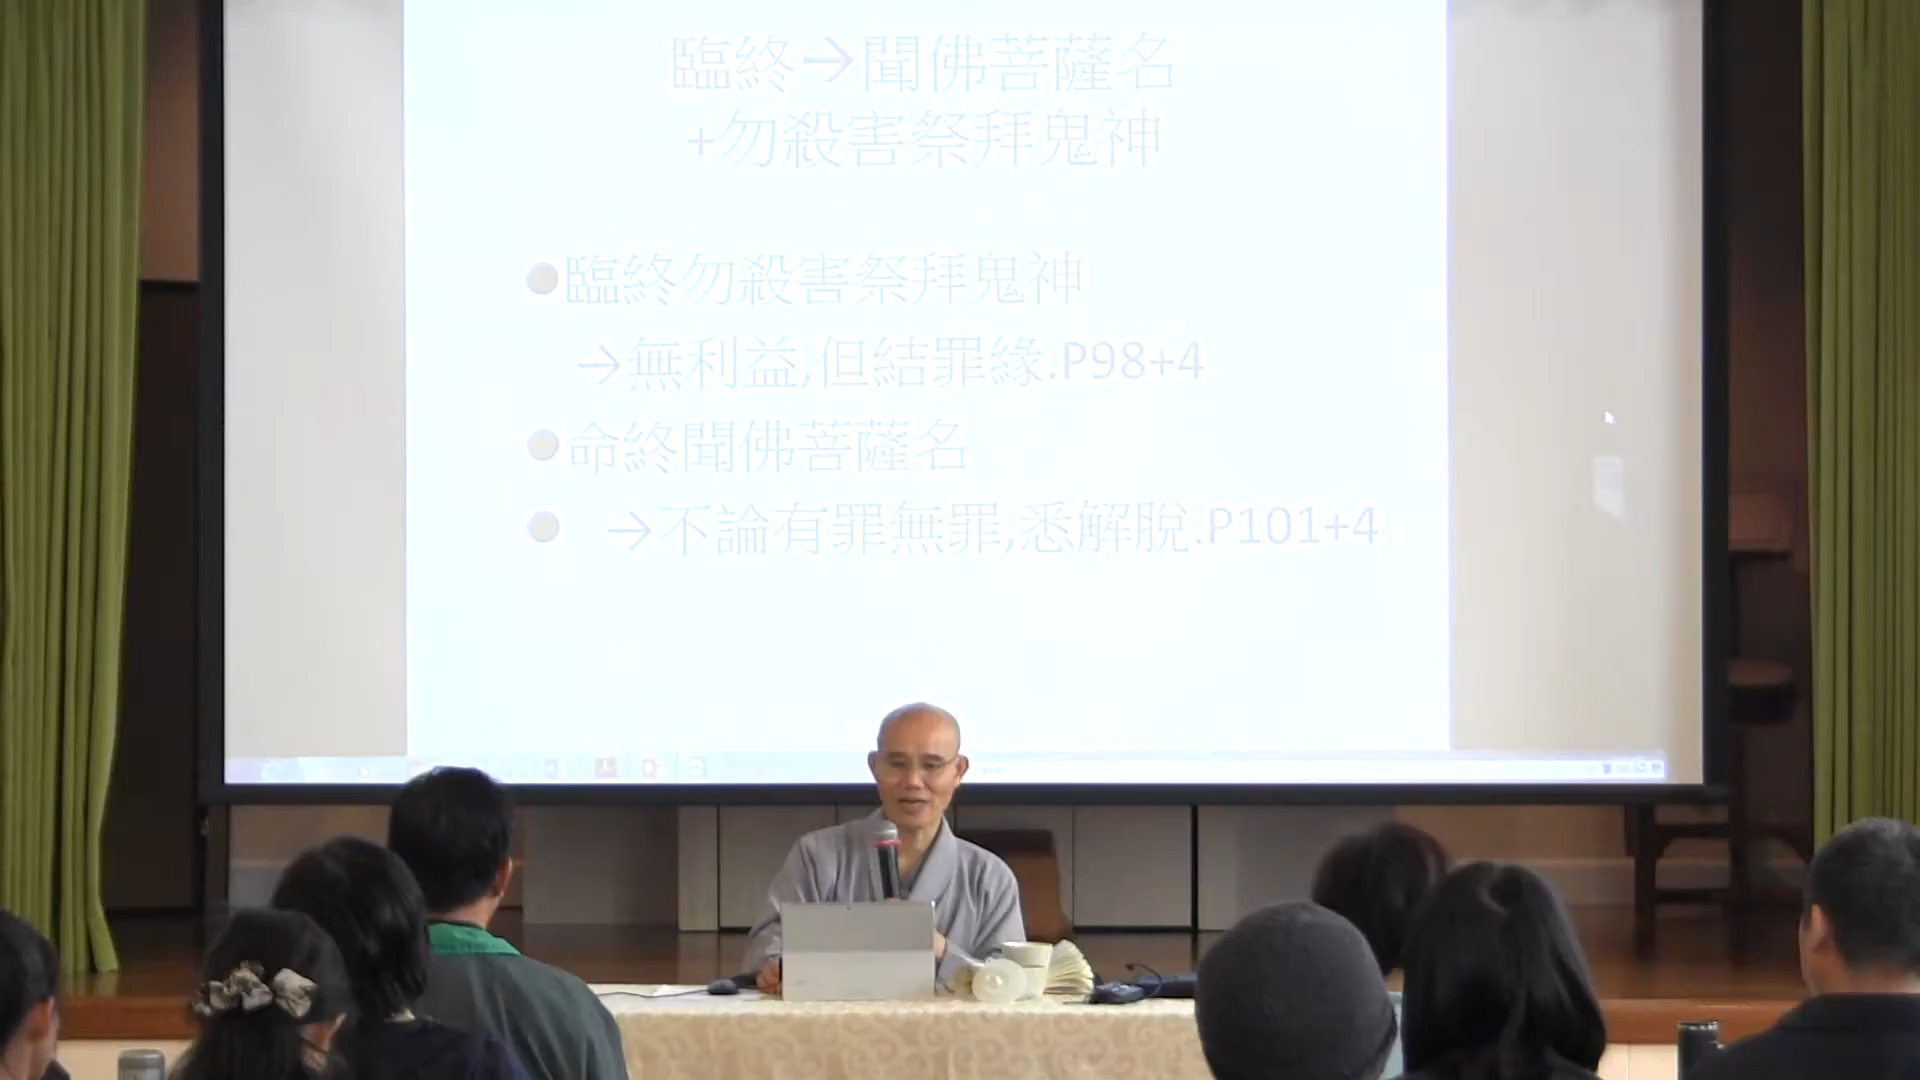 臨終→聞佛菩薩名
+勿殺害祭拜鬼神
臨終勿殺害祭拜鬼神
→無利益,但結罪緣.P98+4
命終聞佛菩薩名
→不論有罪無罪,悉解脫.P101+4